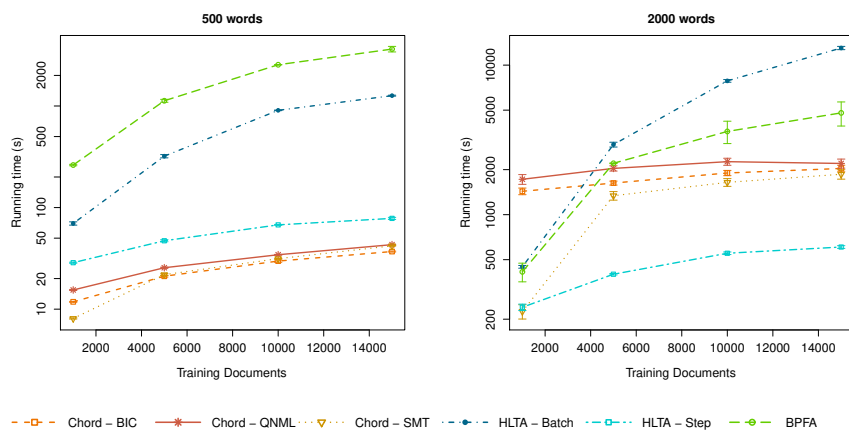 500 words
2000 words
Running time (s)
2000
500
100
50
20
10
2000 4000 6000 8000 10000 12000 14000
Training Documents
Running time (s)
10000
5000
2000
1000
500
200
2000 4000 6000 8000 10000 12000 14000
Training Documents
Chord − BIC
Chord − QNML
Chord − SMT
HLTA − Batch
HLTA − Step
BPFA